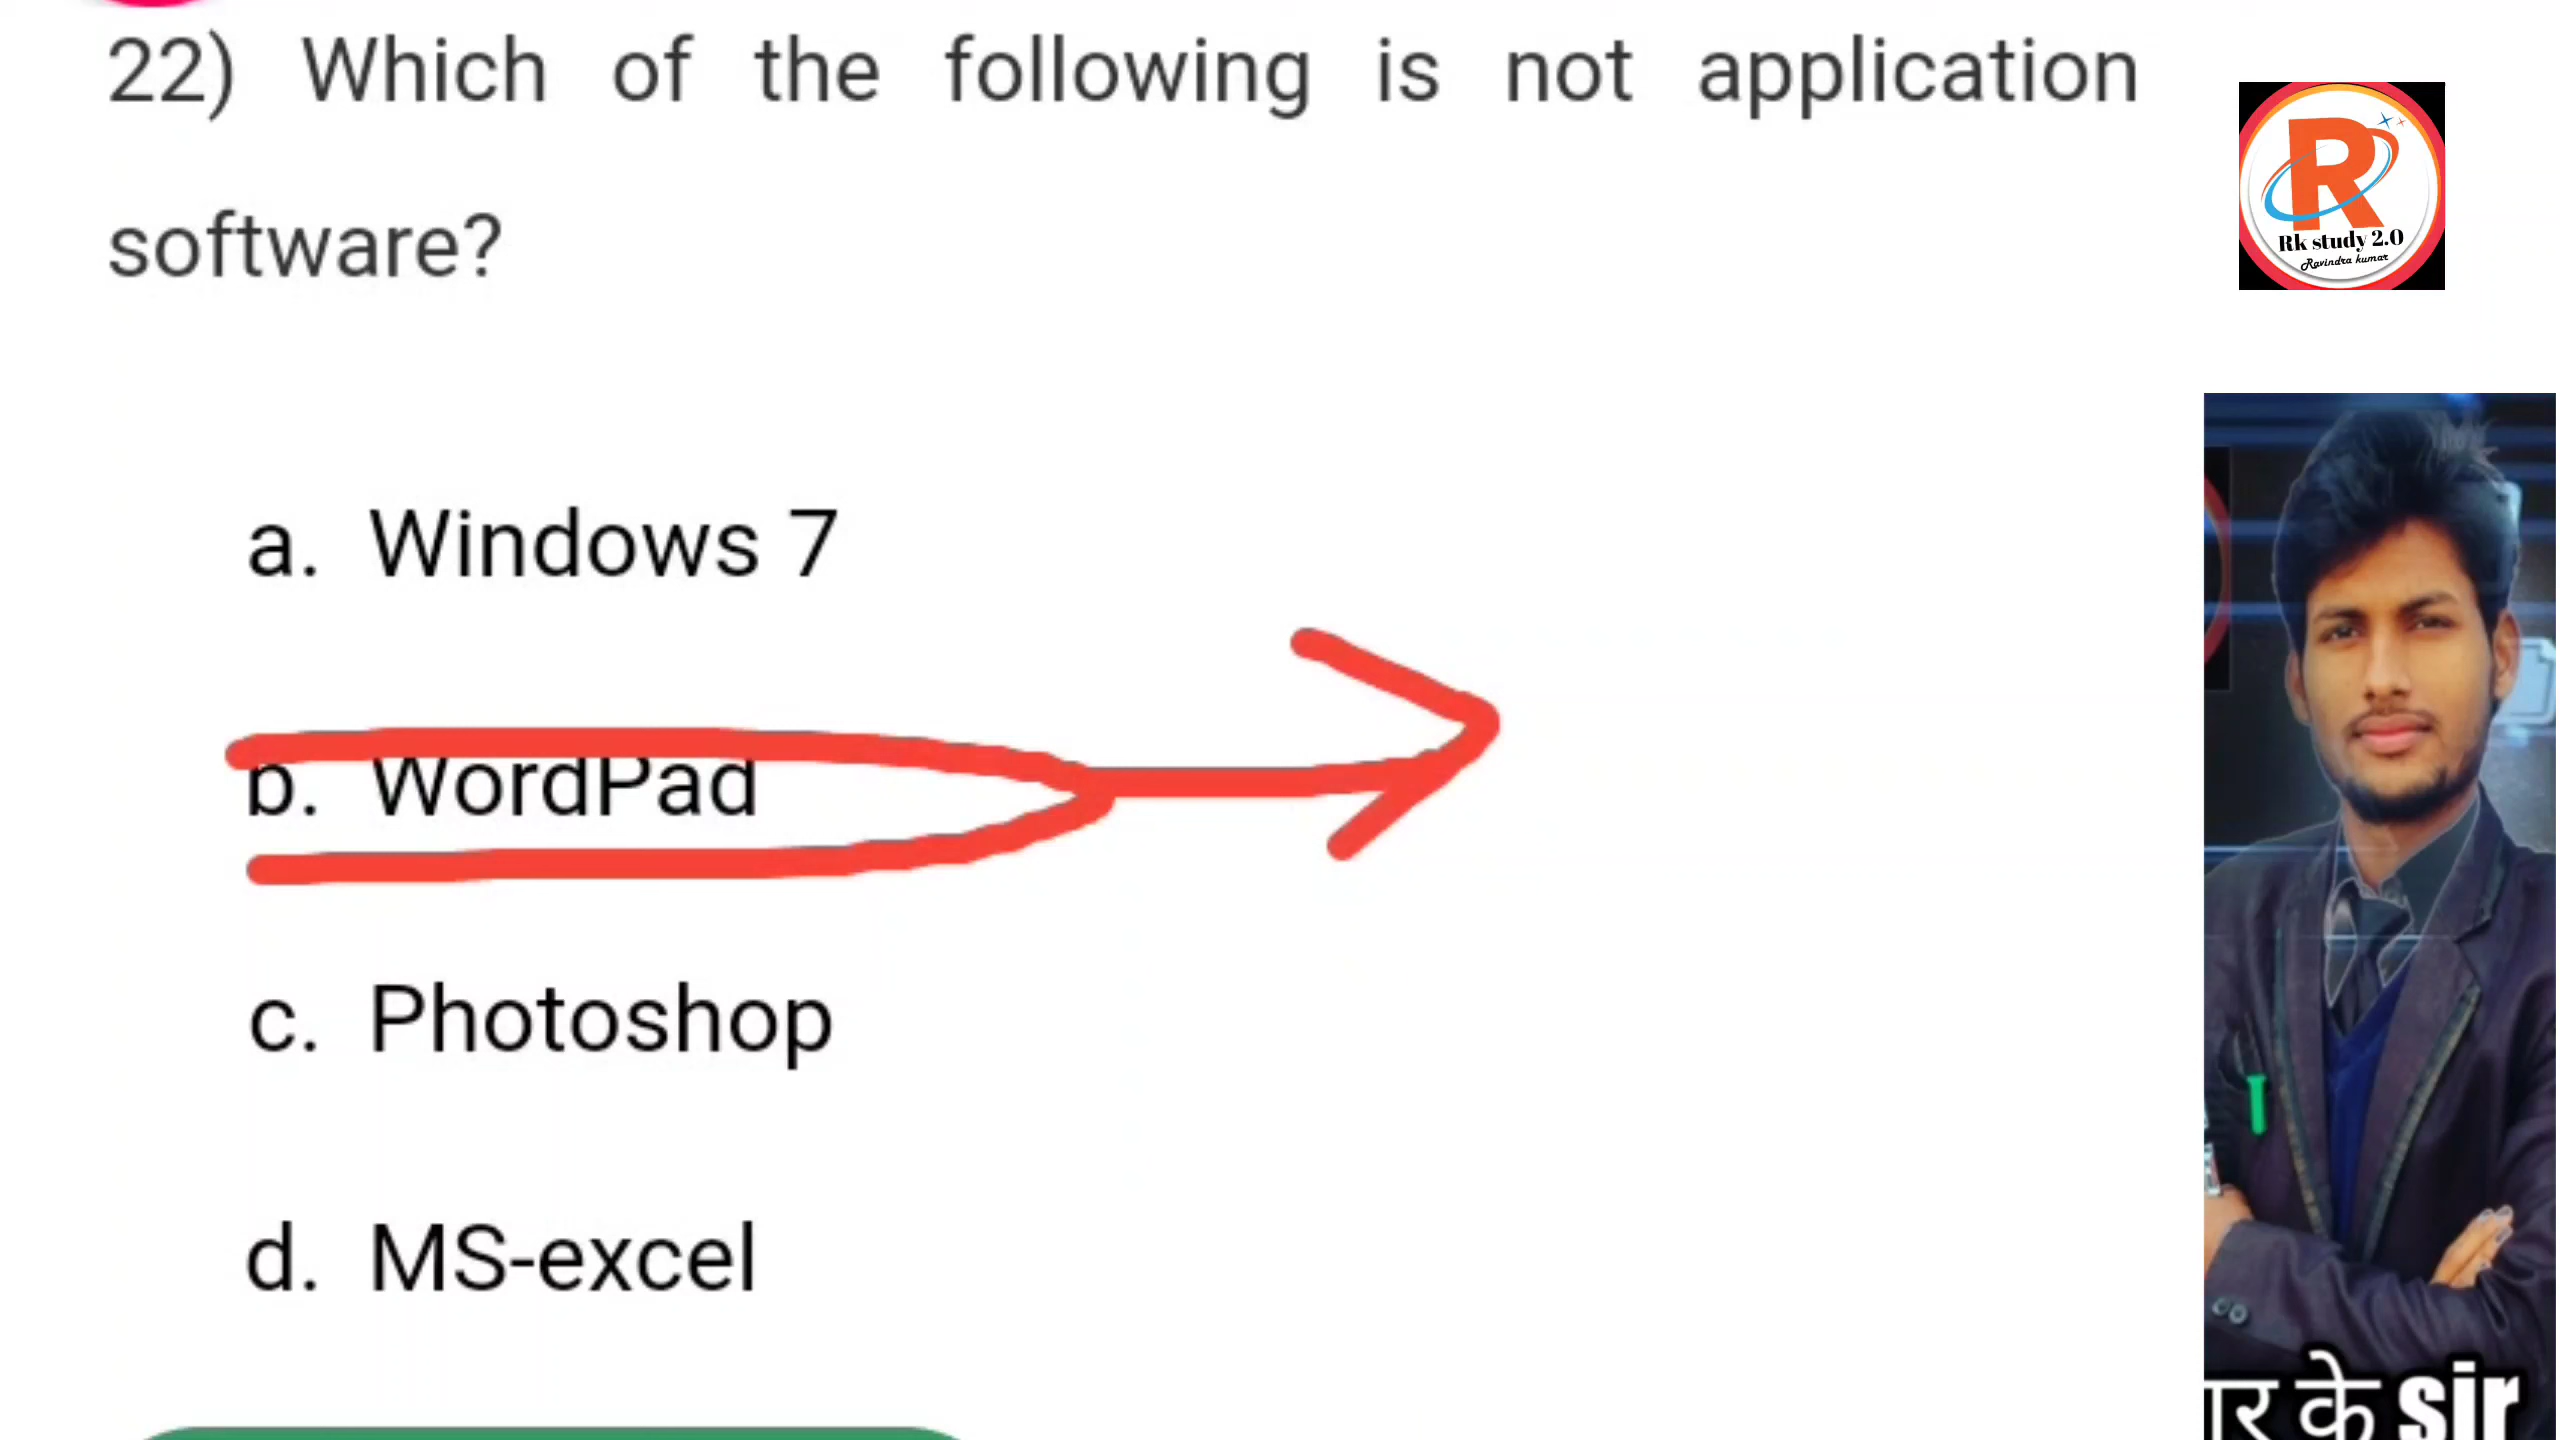 22) Which of the following is not application
software?
Rk study 2.0
Ravindra kumar
a. Windows 7
b. WordPad
c. Photoshop
d. MS-excel
के sir